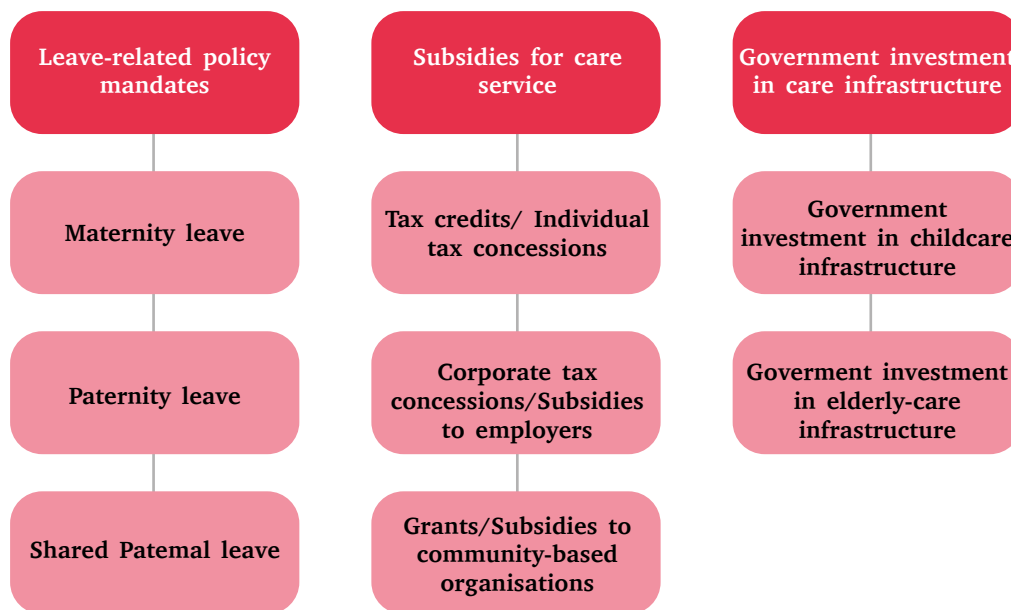 Leave-related policy
mandates
Maternity leave
Paternity leave
Shared Patemal leave
Subsidies for care
service
Tax credits/ Individual
tax concessions
Corporate tax
concessions/Subsidies
to employers
Grants/Subsidies to
community-based
organisations
Government investment
in care infrastructure
Government
investment in childcare
infrastructure
Goverment investment
in elderly-care
infrastructure